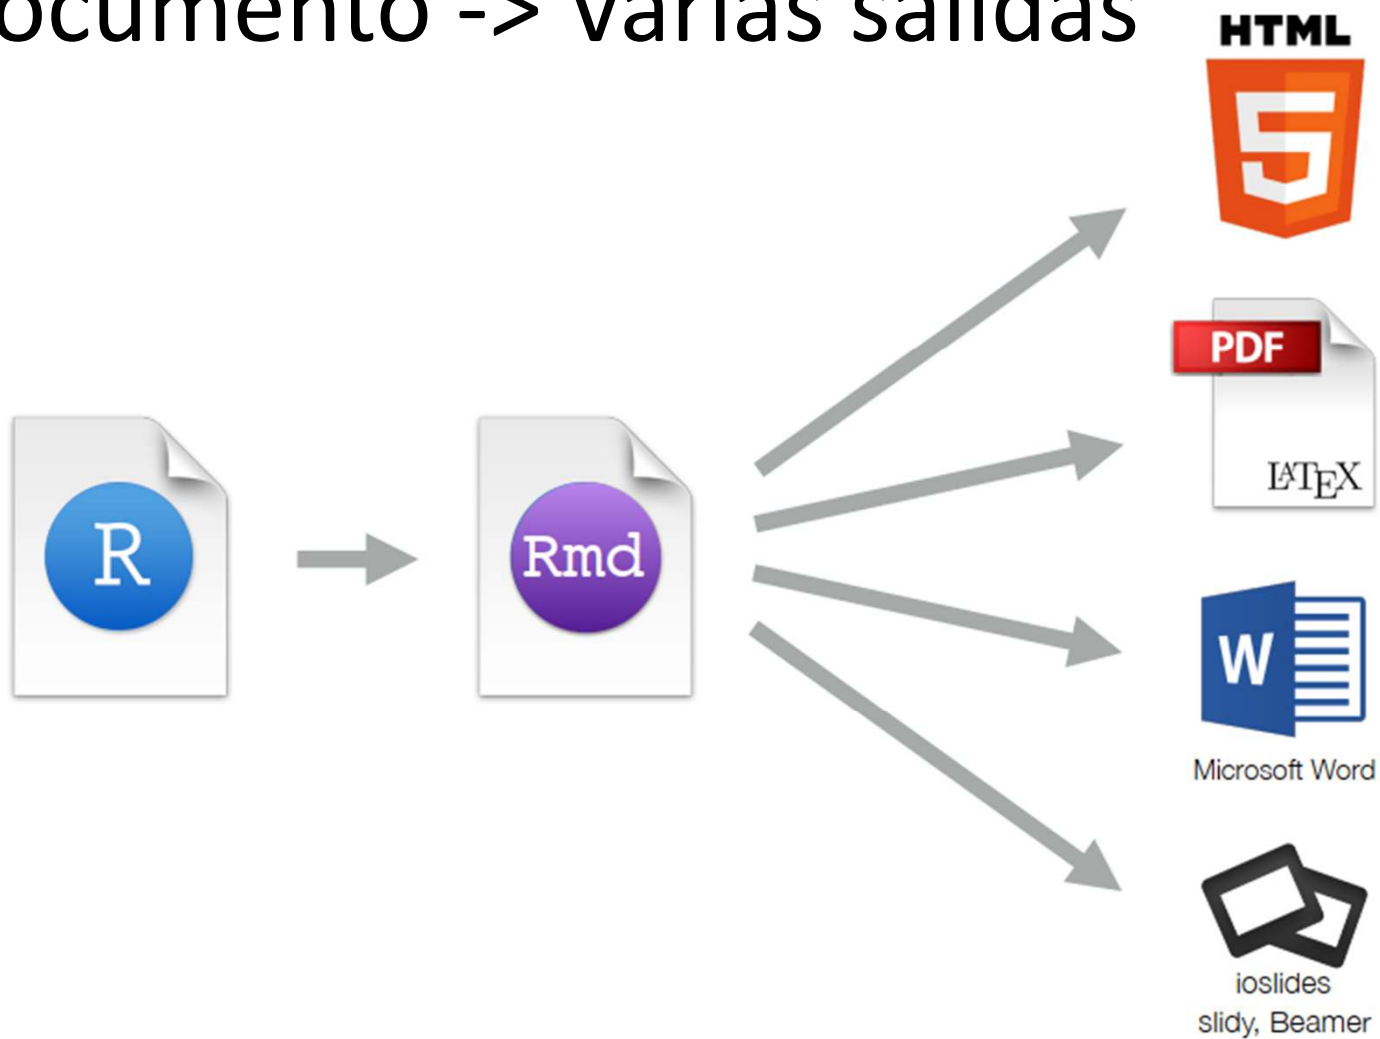 ocumento -> Varias salidas
HTML
5
PDF
LATEX
R
Rmd
W
Microsoft Word
ioslides
slidy, Beamer